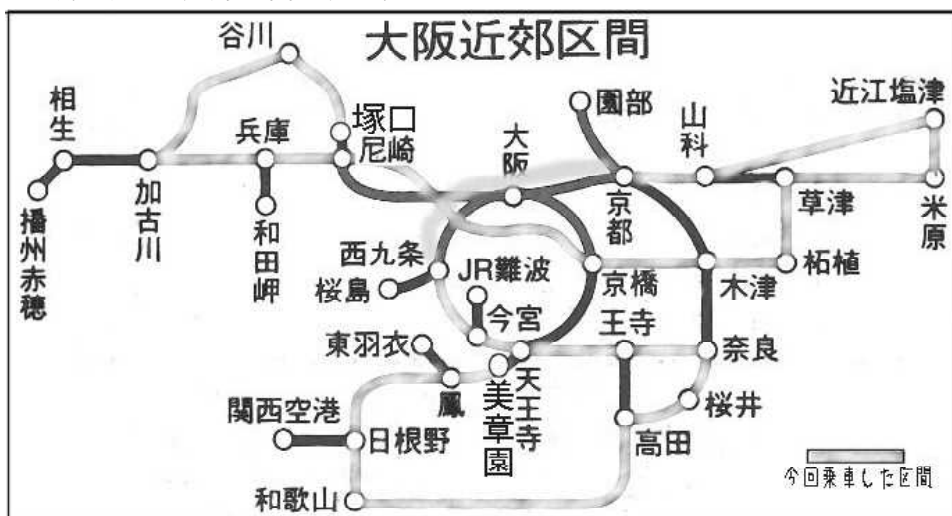 大阪近郊区間
谷川
相生
兵庫
塚口
尼崎
大阪
園部
山科
近江塩津
播州赤穂
加古川
和田岬
京都
草津
米原
西九条
桜島
JR難波
今宮
京橋
木津
柘植
東羽衣
鳳
美章園
天王寺
王寺
奈良
桜井
高田
関西空港
日根野
和歌山
今回乗車した区間